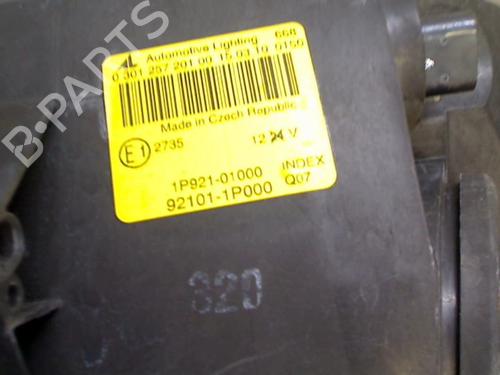 AL Automotive Lighting 668
0 301 257 201 00 15 03 10 0150
Made in Czech Republic
E1 2735 12 24 V
1P921-01000 INDEX
92101-1P000 Q07
320
B-PARTS